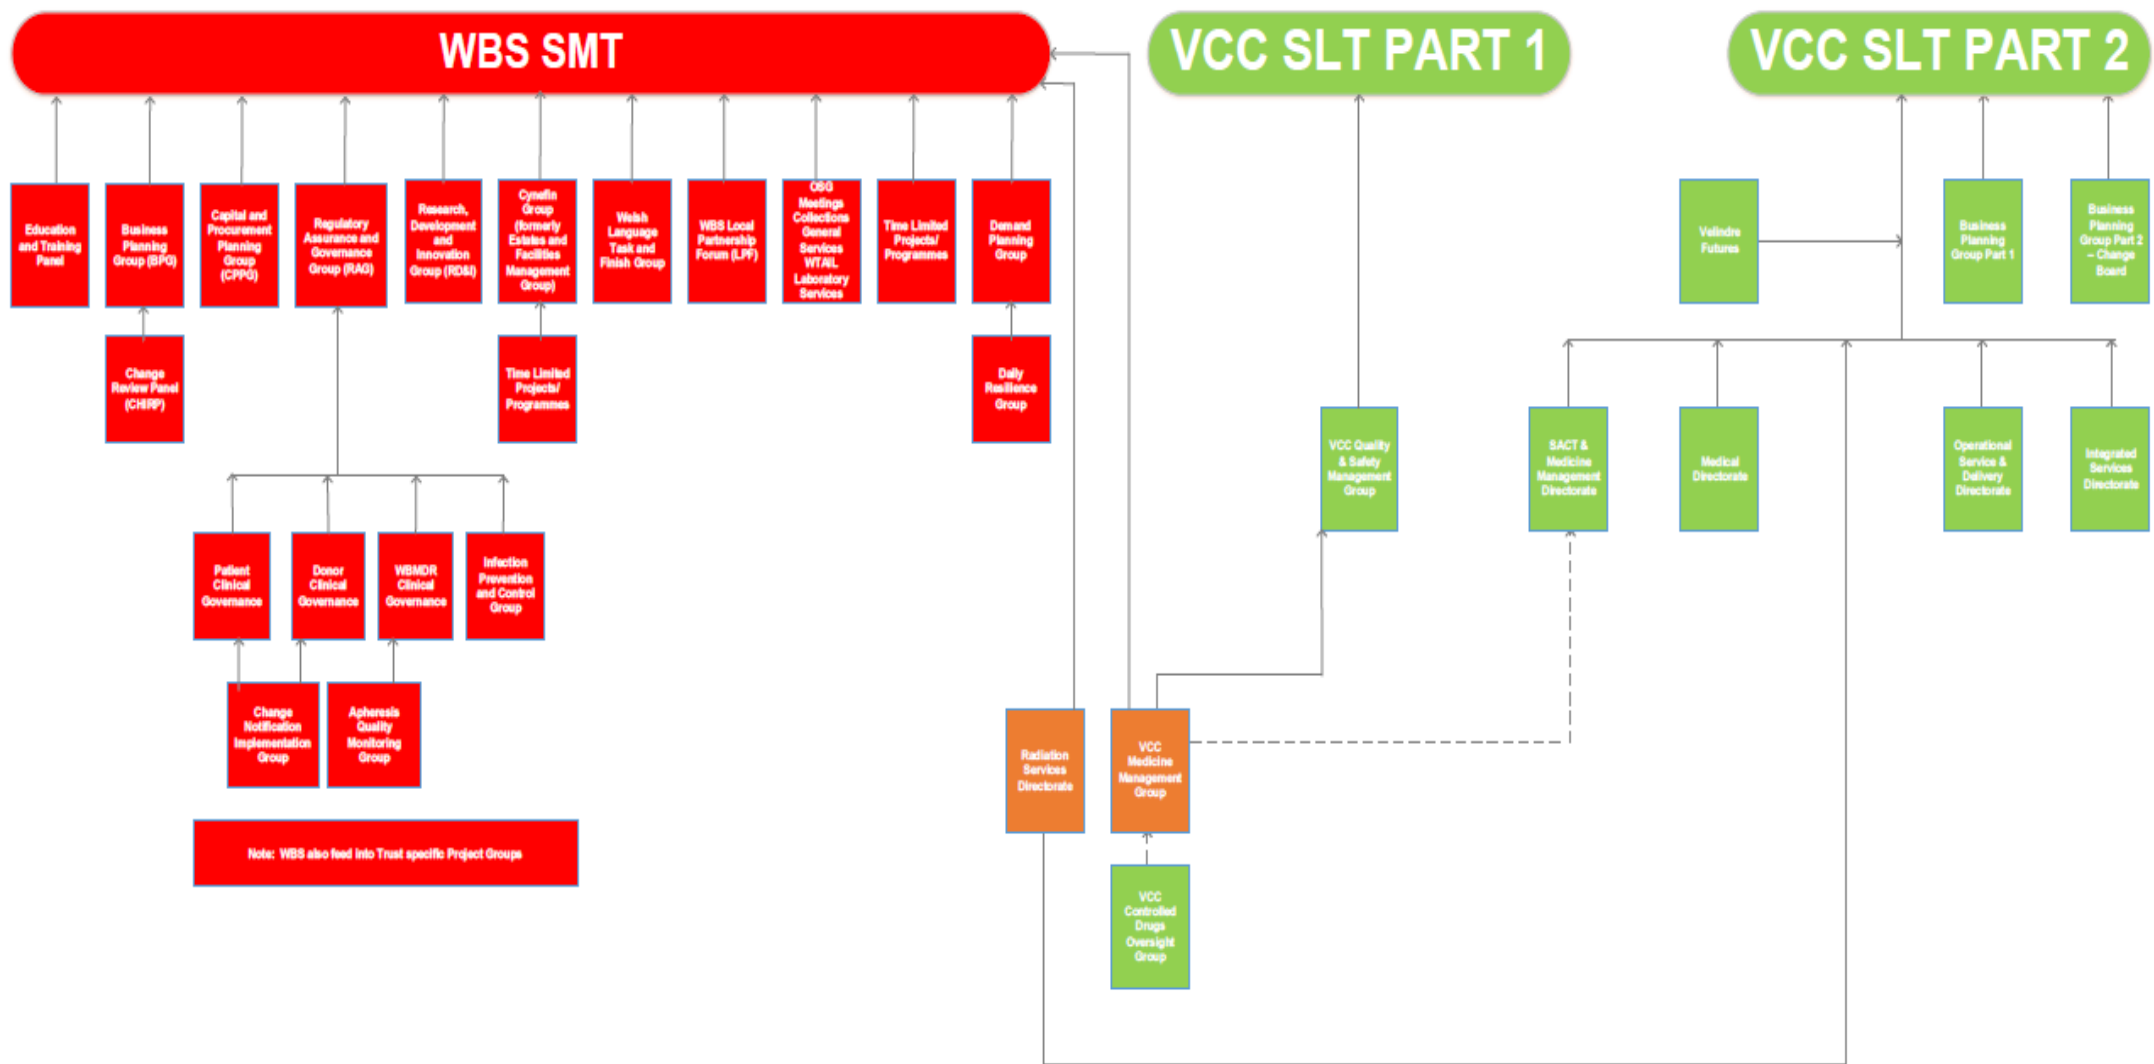 WBS SMT
VCC SLT PART 1
VCC SLT PART 2
Education
and Training
Panel
Business
Planning
Group (BPG)
Capital and
Procurement
Planning
Group
(CPPG)
Regulatory
Assurance and
Governance
Group (RAG)
Research,
Development
and
Innovation
Group (RD&I)
Cynefin
Group
(formerly
Estates and
Facilities
Management
Group)
Welsh
Language
Task and
Finish Group
WBS Local
Partnership
Forum (LPF)
OSG
Meetings
Collections
General
Services
WTAIL
Laboratory
Services
Time Limited
Projects/
Programmes
Demand
Planning
Group
Velindre
Futures
Business
Planning
Group Part 1
Business
Planning
Group Part 2
– Change
Board
Change
Review Panel
(CHIRP)
Time Limited
Projects/
Programmes
Daily
Resilience
Group
VCC Quality
& Safety
Management
Group
SACT &
Medicine
Management
Directorate
Medical
Directorate
Operational
Service &
Delivery
Directorate
Integrated
Services
Directorate
Patient
Clinical
Governance
Donor
Clinical
Governance
WBMDR
Clinical
Governance
Infection
Prevention
and Control
Group
Change
Notification
Implementation
Group
Apheresis
Quality
Monitoring
Group
Radiation
Services
Directorate
VCC
Medicine
Management
Group
Note: WBS also feed into Trust specific Project Groups
VCC
Controlled
Drugs
Oversight
Group